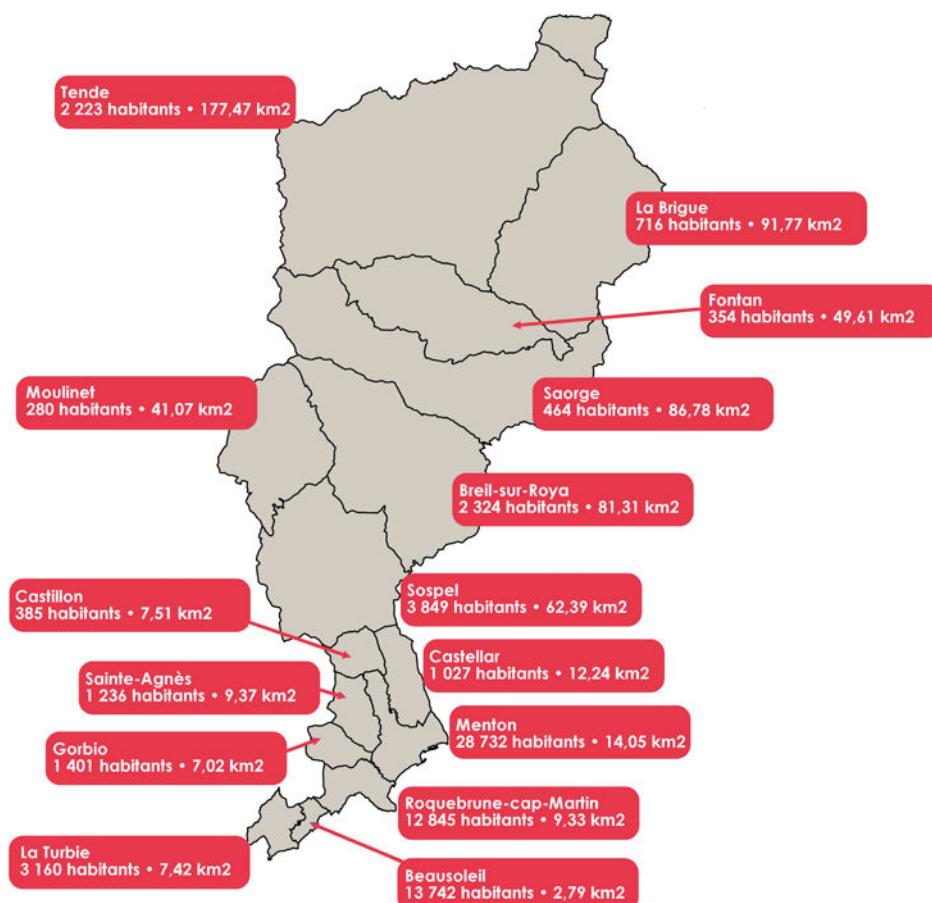 Tende
2 223 habitants • 177,47 km2
La Brigue
716 habitants • 91,77 km2
Fontan
354 habitants • 49,61 km2
Moulinet
280 habitants • 41,07 km2
Saorge
464 habitants • 86,78 km2
Breil-sur-Roya
2 324 habitants • 81,31 km2
Castillon
385 habitants • 7,51 km2
Sospel
3 849 habitants • 62,39 km2
Castellar
1 027 habitants • 12,24 km2
Sainte-Agnès
1 236 habitants • 9,37 km2
Menton
28 732 habitants • 14,05 km2
Gorbio
1 401 habitants • 7,02 km2
Roquebrune-cap-Martin
12 845 habitants • 9,33 km2
La Turbie
3 160 habitants • 7,42 km2
Beausoleil
13 742 habitants • 2,79 km2